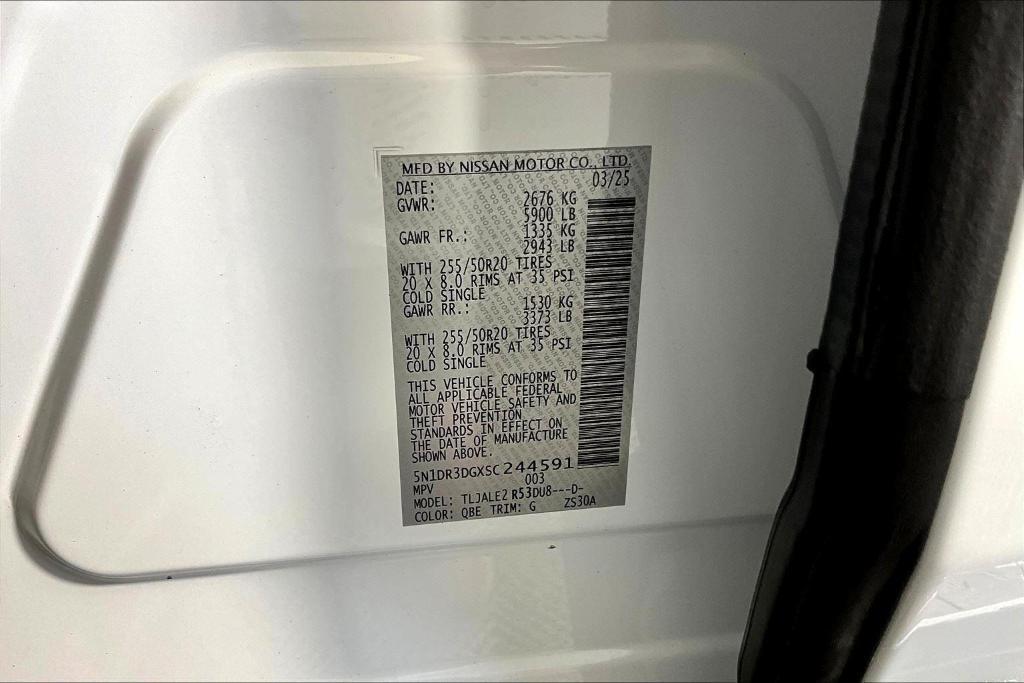 MFD BY NISSAN MOTOR CO., LTD.
DATE: 03/25
GVWR: 2676 KG
5900 LB
GAWR FR.: 1335 KG
2943 LB
WITH 255/50R20 TIRES
20 X 8.0 RIMS AT 35 PSI
COLD SINGLE
GAWR RR.: 1530 KG
3373 LB
WITH 255/50R20 TIRES
20 X 8.0 RIMS AT 35 PSI
COLD SINGLE
THIS VEHICLE CONFORMS TO
ALL APPLICABLE FEDERAL
MOTOR VEHICLE SAFETY AND
THEFT PREVENTION
STANDARDS IN EFFECT ON
THE DATE OF MANUFACTURE
SHOWN ABOVE.
5N1DR3DGXSC244591
MPV 003
MODEL: TLJALE2 R53DU8---D-
COLOR: QBE TRIM: G ZS30A